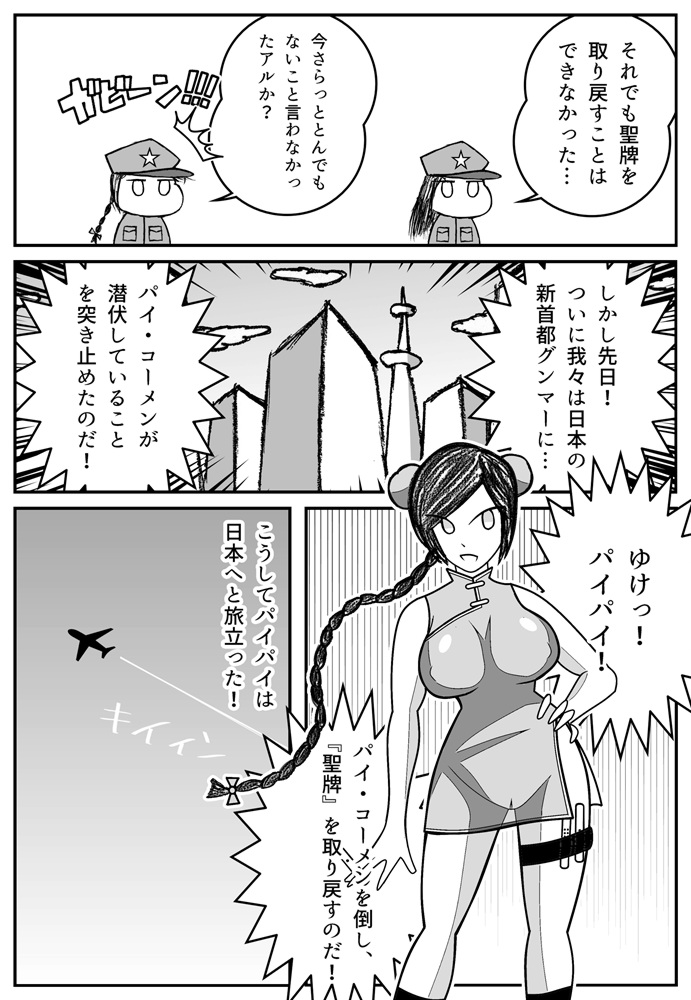 それでも聖牌を
取り戻すことは
できなかった…
今さらっととんでも
ないこと言わなかっ
たアルか？
ガビーン!!!
しかし先日！
ついに我々は日本の
新首都グンマーに…
パイ・コーメンが
潜伏していること
を突き止めたのだ！
ゆけっ！
パイパイ！
パイ・コーメンを倒し、
『聖牌』を取り戻すのだ！
こうしてパイパイは
日本へと旅立った！
キイイン